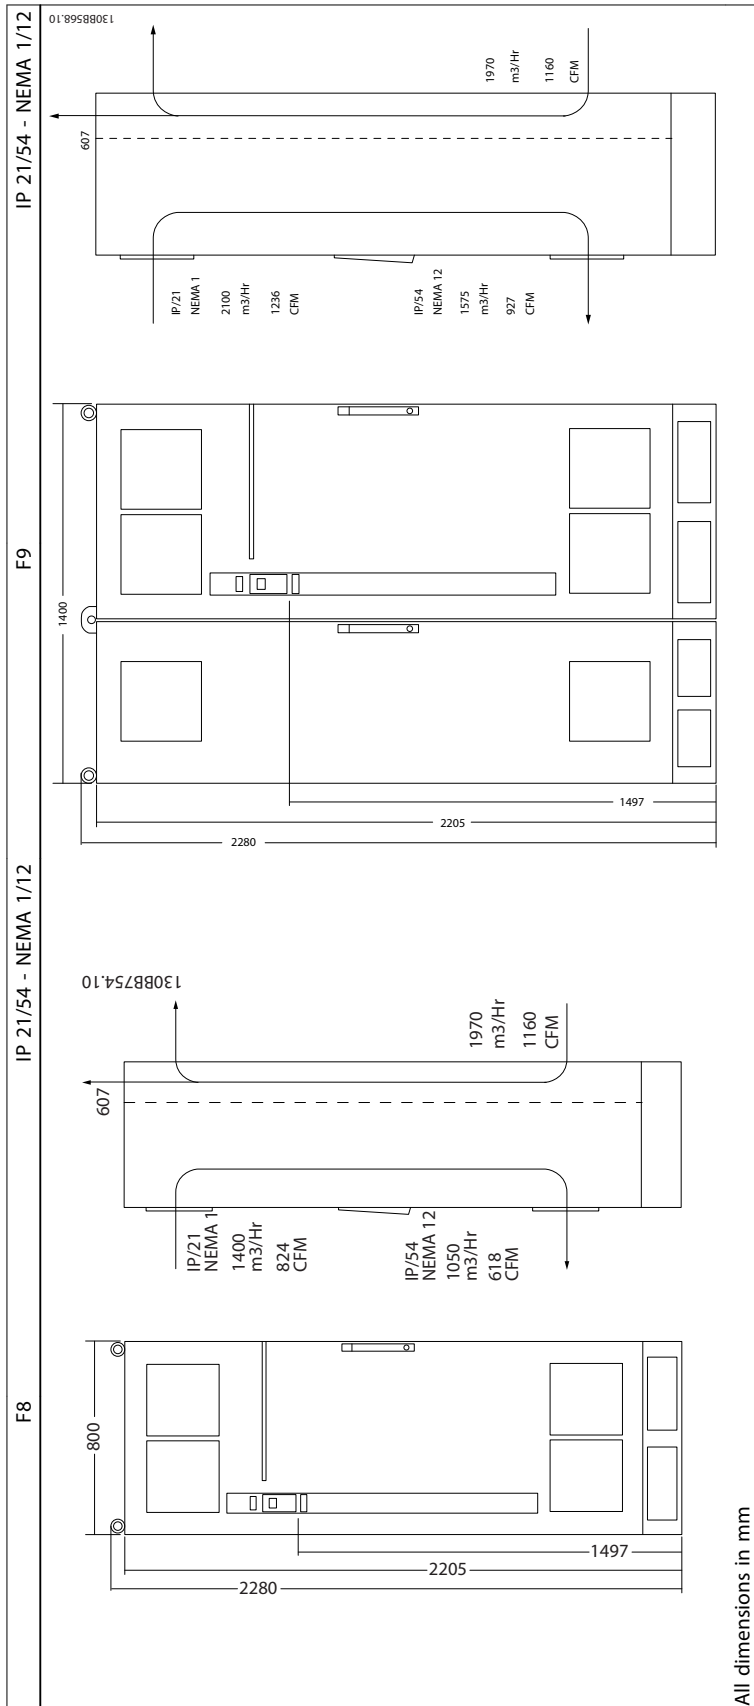 F8
IP 21/54 - NEMA 1/12
F9
IP 21/54 - NEMA 1/12
800
2280
2205
1497
IP/21
NEMA 1
1400
m3/Hr
824
CFM
IP/54
NEMA 12
1050
m3/Hr
618
CFM
607
1970
m3/Hr
1160
CFM
130BB754.10
1400
2280
2205
1497
IP/21
NEMA 1
2100
m3/Hr
1236
CFM
IP/54
NEMA 12
1575
m3/Hr
927
CFM
607
1970
m3/Hr
1160
CFM
130BB568.10
All dimensions in mm